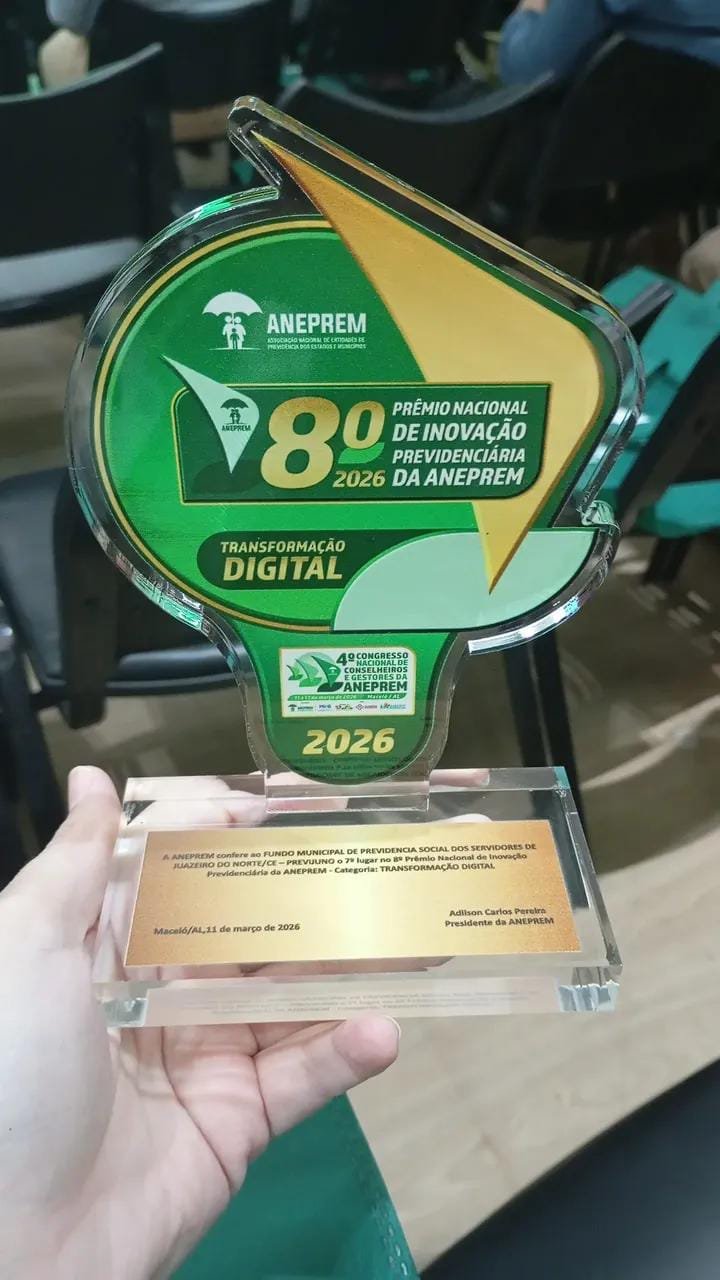 ANEPREM
ASSOCIAÇÃO NACIONAL DE ENTIDADES DE
PREVIDÊNCIA DOS ESTADOS E MUNICÍPIOS
ANEPREM
8º
2026
PRÊMIO NACIONAL
DE INOVAÇÃO
PREVIDENCIÁRIA
DA ANEPREM
TRANSFORMAÇÃO
DIGITAL
4º CONGRESSO
NACIONAL DE
CONSELHEIROS
E GESTORES DA
ANEPREM
Maceió / AL
2026
A ANEPREM confere ao FUNDO MUNICIPAL DE PREVIDENCIA SOCIAL DOS SERVIDORES DE
JUAZEIRO DO NORTE/CE – PREVIJUNO o 7º lugar no 8º Prêmio Nacional de Inovação
Previdenciária da ANEPREM - Categoria: TRANSFORMAÇÃO DIGITAL
Maceió/AL,11 de março de 2026
Adilson Carlos Pereira
Presidente da ANEPREM